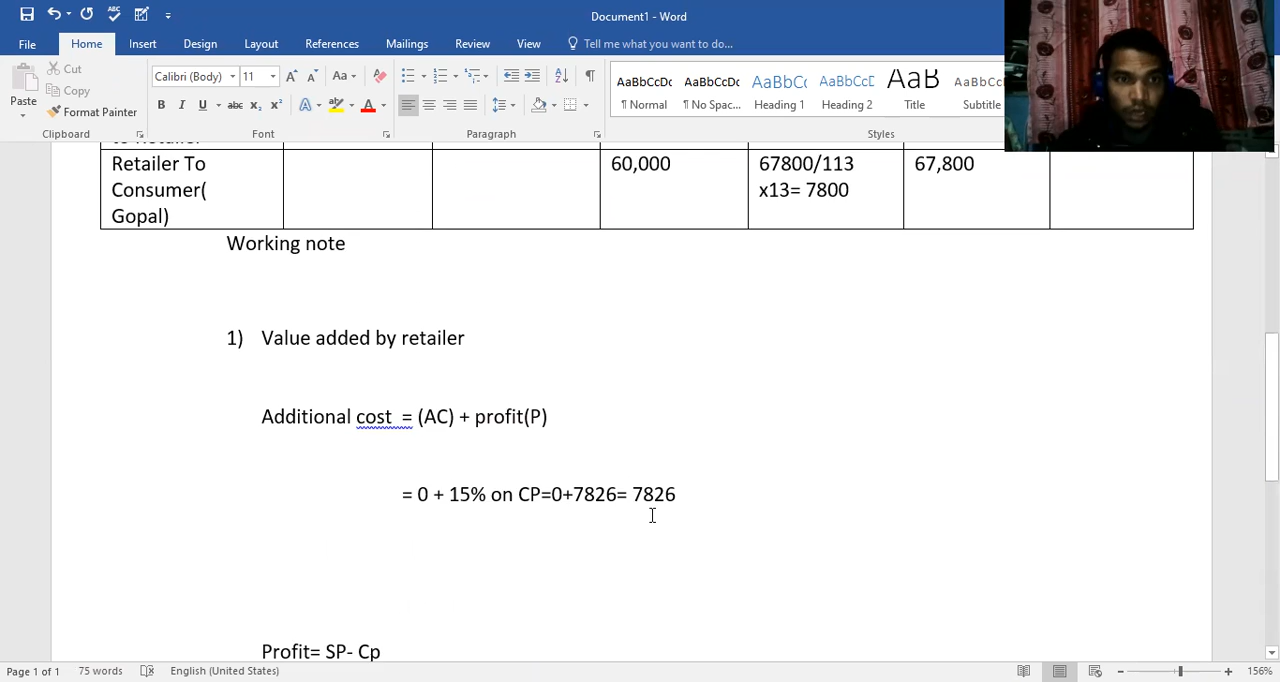 Document1 - Word
File Home Insert Design Layout References Mailings Review View Tell me what you want to do...
Paste
Cut
Copy
Format Painter
Calibri (Body) 11
AaBbCcDc AaBbCcDc AaBbCc AaBbCcD AaB AaBbCcD
¶ Normal ¶ No Spac... Heading 1 Heading 2 Title Subtitle
Clipboard Font Paragraph Styles
to Retailer
Retailer To
Consumer(
Gopal)
60,000
67800/113
x13= 7800
67,800
Working note
1) Value added by retailer
Additional cost = (AC) + profit(P)
= 0 + 15% on CP=0+7826= 7826
Profit= SP- Cp
Page 1 of 1 75 words English (United States) 156%